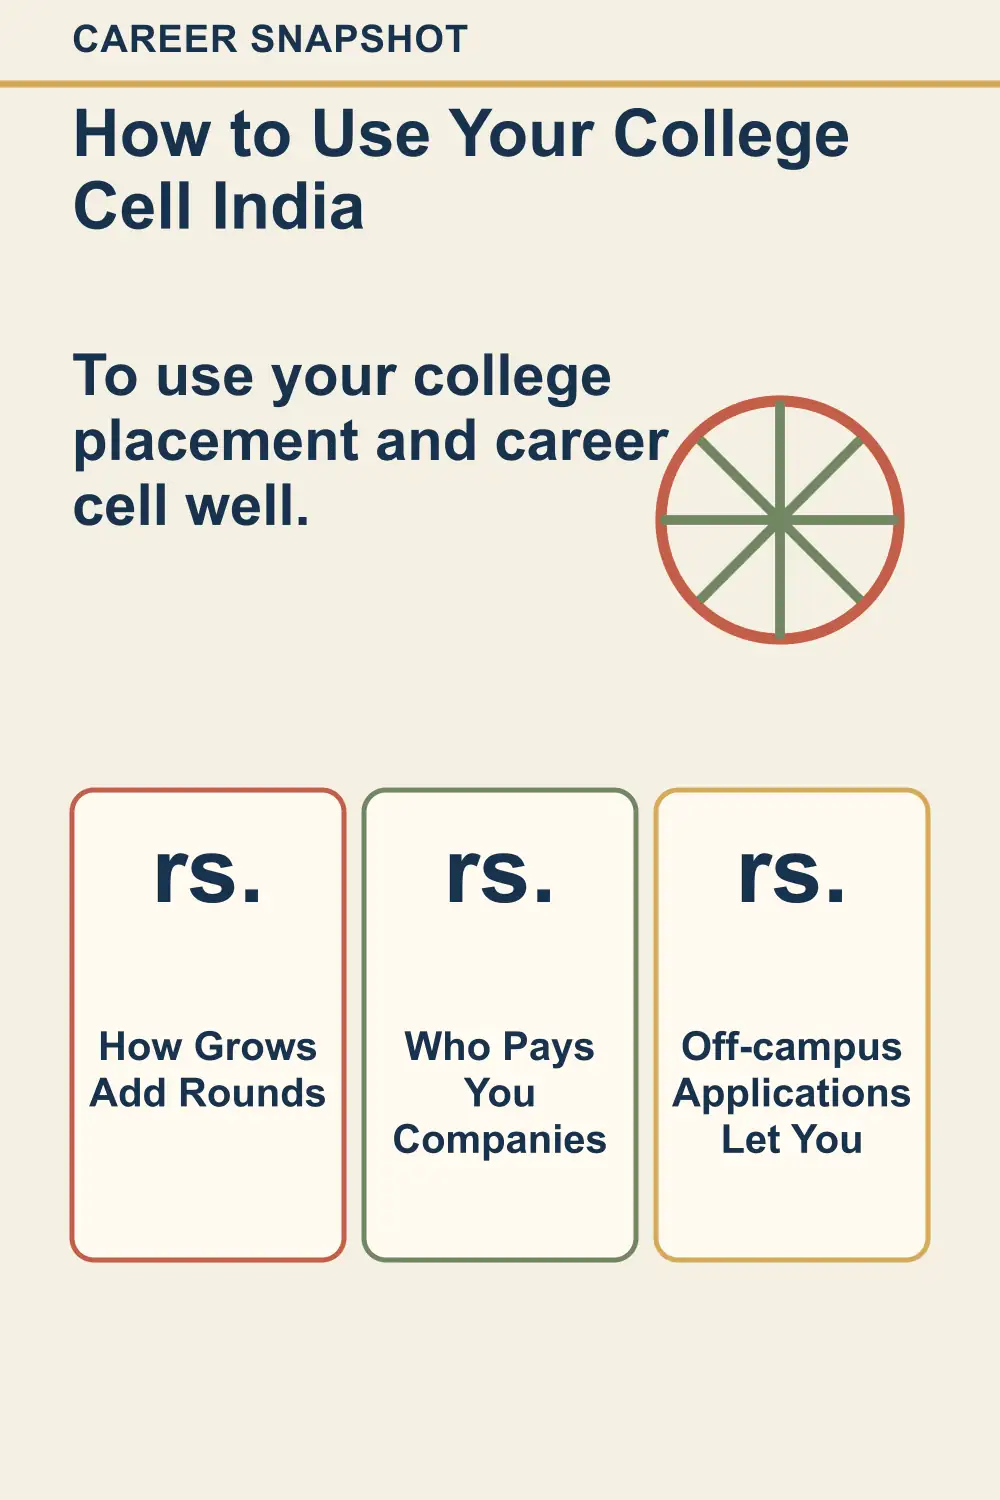 CAREER SNAPSHOT
How to Use Your College
Cell India
To use your college
placement and career
cell well.
rs.
How Grows
Add Rounds
rs.
Who Pays
You
Companies
rs.
Off-campus
Applications
Let You